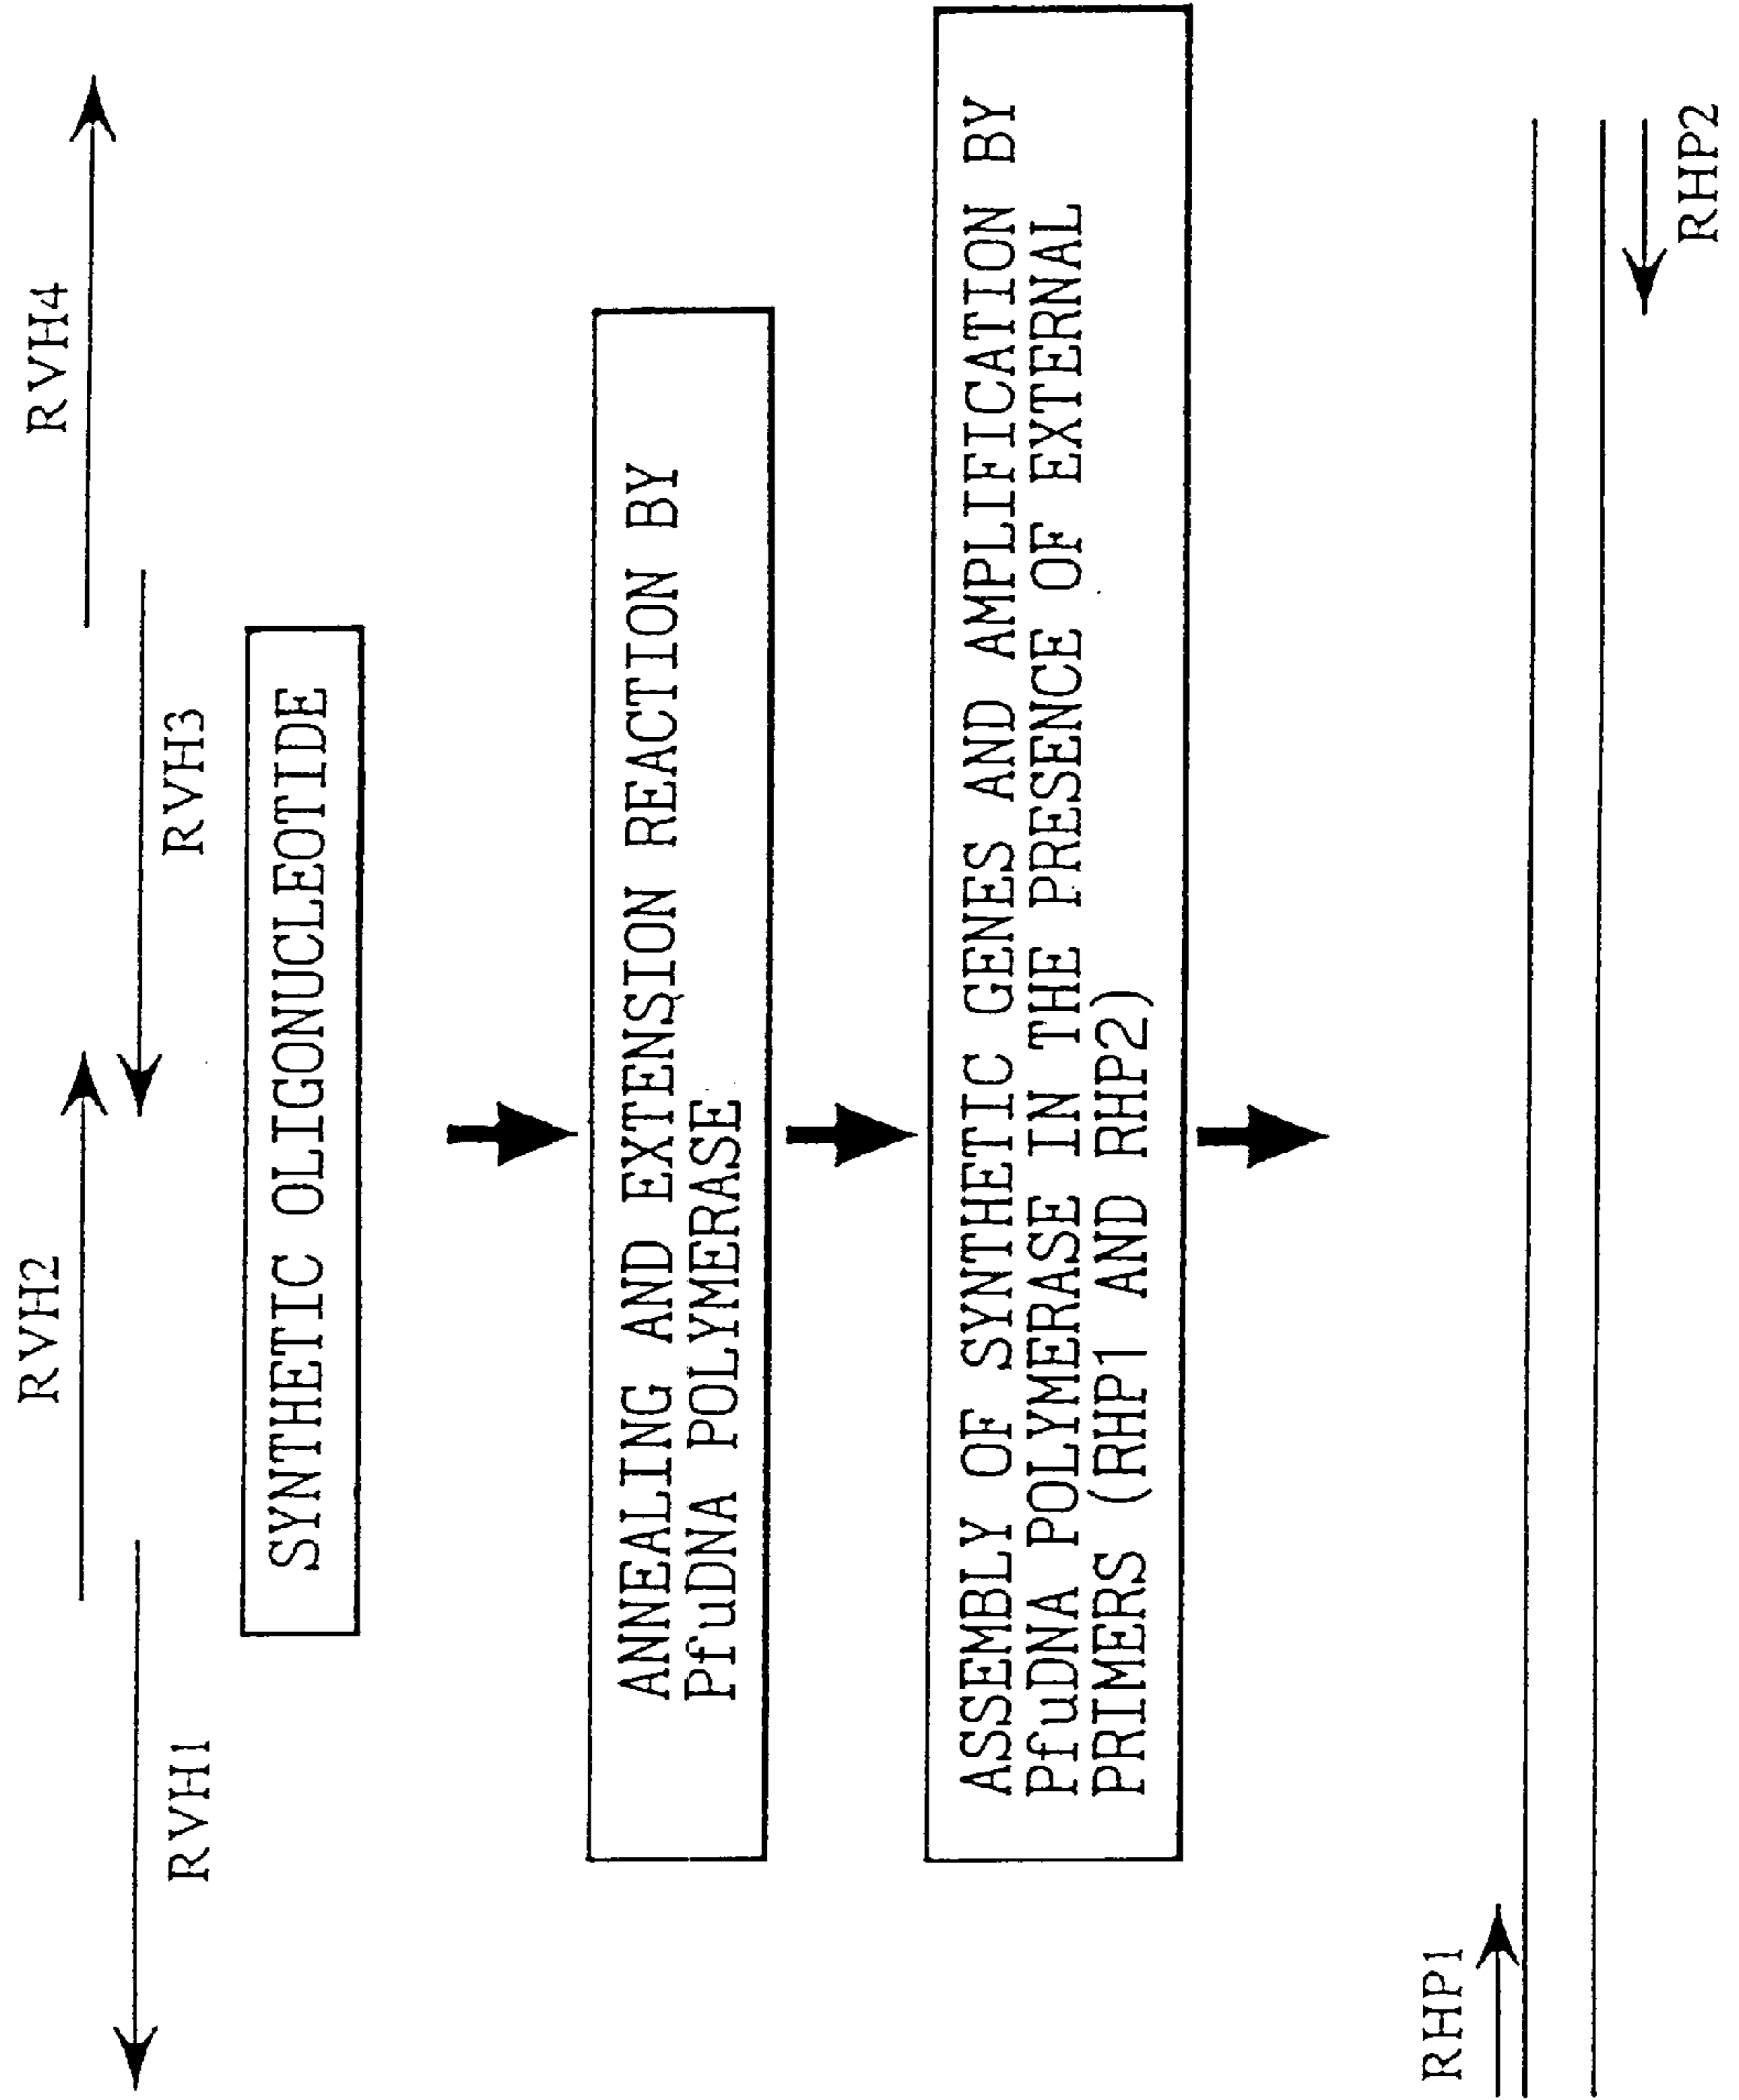 RVH2
RVH4
RVH1
RVH3
SYNTHETIC OLIGONUCLEOTIDE
ANNEALING AND EXTENSION REACTION BY
PfuDNA POLYMERASE
ASSEMBLY OF SYNTHETIC GENES AND AMPLIFICATION BY
PfuDNA POLYMERASE IN THE PRESENCE OF EXTERNAL
PRIMERS (RHP1 AND RHP2)
RHP1
RHP2